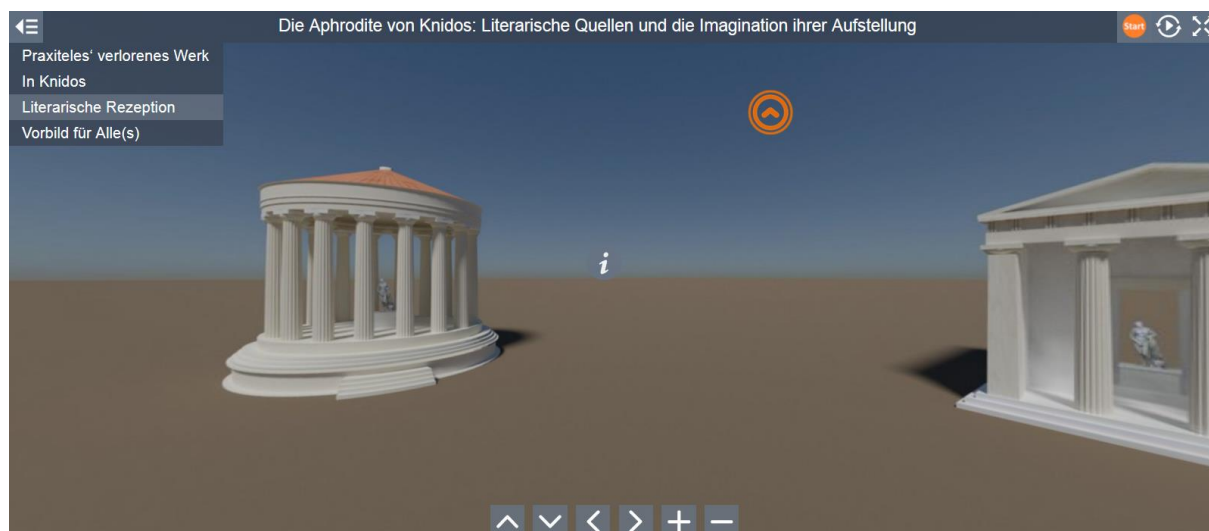 Die Aphrodite von Knidos: Literarische Quellen und die Imagination ihrer Aufstellung
Start
Praxiteles‘ verlorenes Werk
In Knidos
Literarische Rezeption
Vorbild für Alle(s)
i